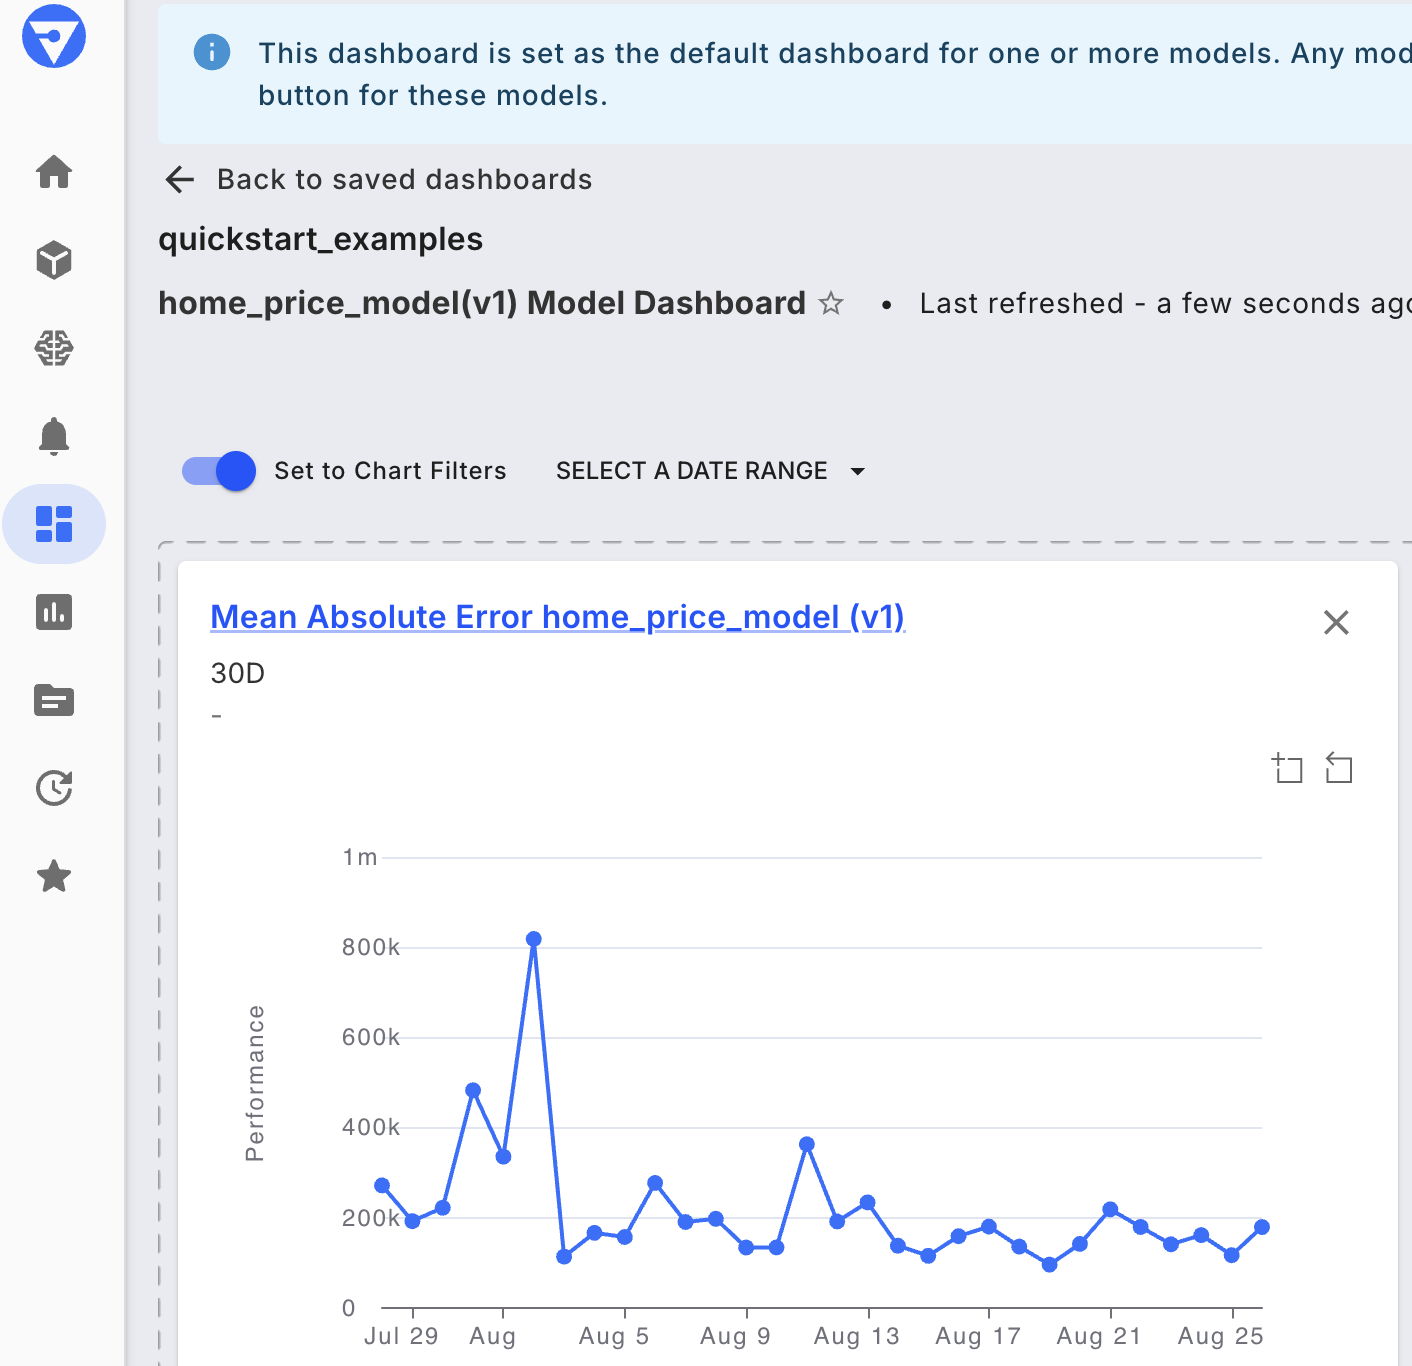 This dashboard is set as the default dashboard for one or more models. Any
button for these models.
Back to saved dashboards
quickstart_examples
home_price_model(v1) Model Dashboard • Last refreshed - a few seconds
Set to Chart Filters SELECT A DATE RANGE
Mean Absolute Error home_price_model (v1)
30D
-
1m
800k
600k
400k
200k
0
Performance
Jul 29 Aug Aug 5 Aug 9 Aug 13 Aug 17 Aug 21 Aug 25